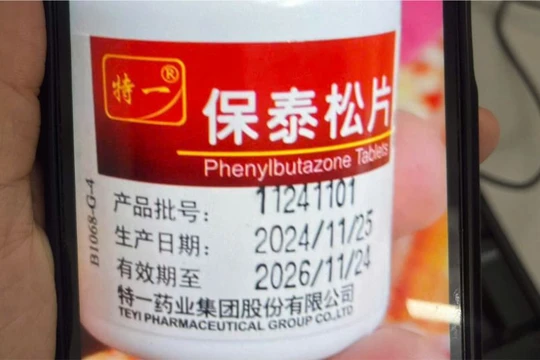 特一®
保泰松片
Phenylbutazone Tablets
产品批号: 11241101
生产日期: 2024/11/25
有效期至 2026/11/24
特一药业集团股份有限公司
TEYI PHARMACEUTICAL GROUP CO.,LTD
B1068-G-4